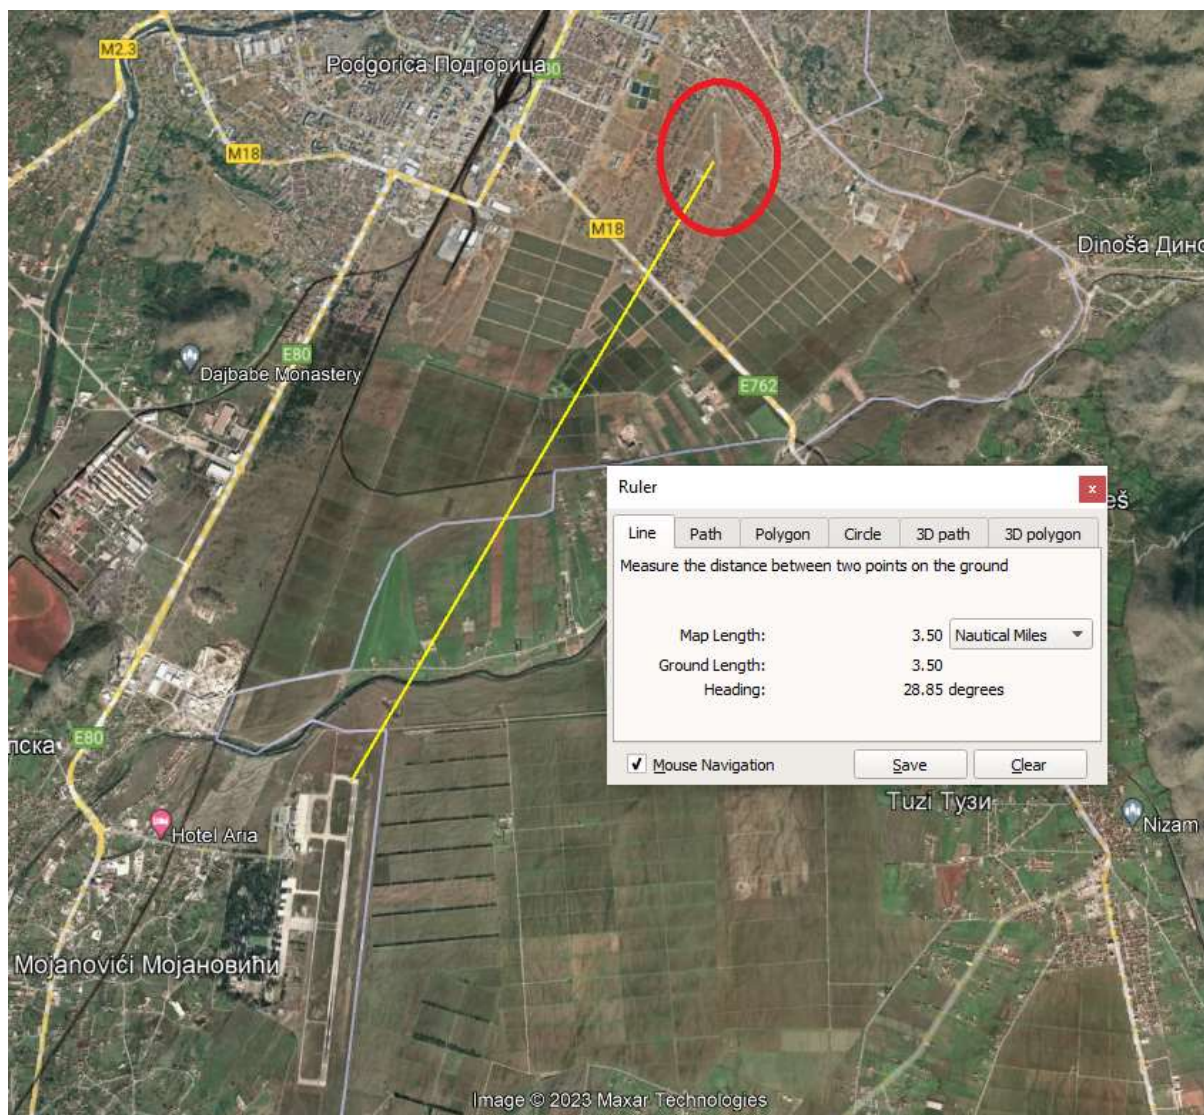 M2.3
Podgorica Подгорица
80
M18
M18
Dinoša Дино
E80
Dajbabe Monastery
E762
Ruler
x
eš
Line Path Polygon Circle 3D path 3D polygon
Measure the distance between two points on the ground
Map Length: 3.50 Nautical Miles
Ground Length: 3.50
Heading: 28.85 degrees
Mouse Navigation Save Clear
пска
E80
Tuzi Тузи
Hotel Aria
Nizam
Mojanovići Мојановићи
Image © 2023 Maxar Technologies